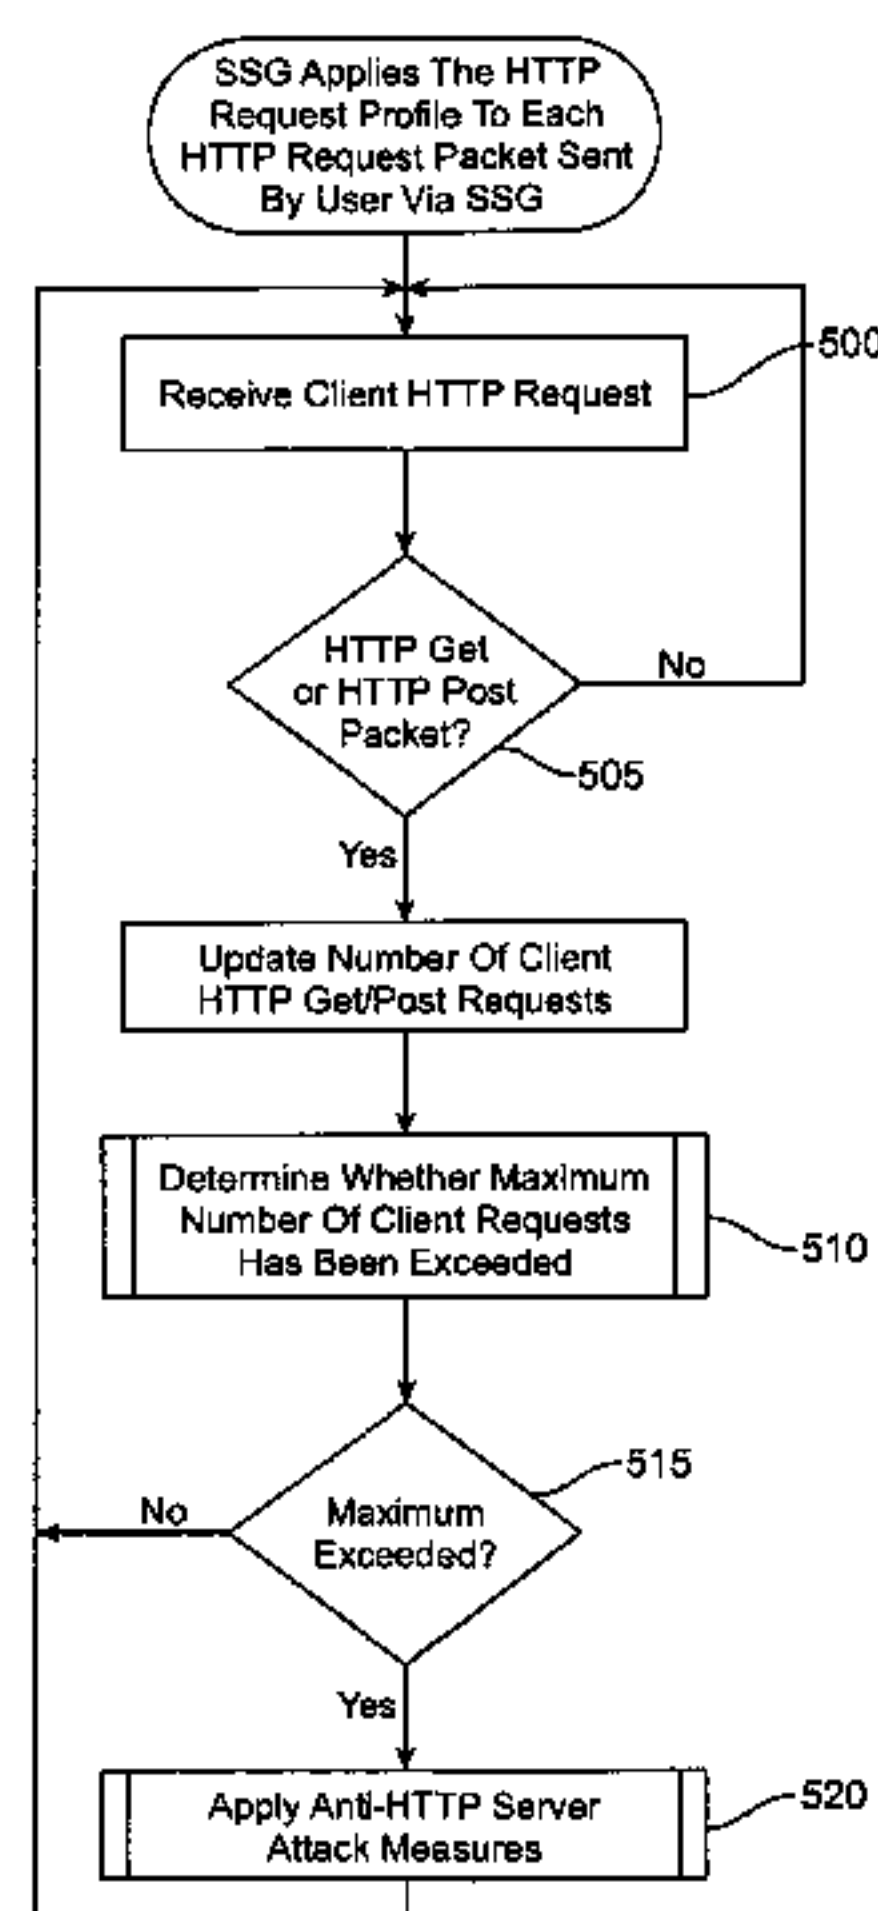 SSG Applies The HTTP
Request Profile To Each
HTTP Request Packet Sent
By User Via SSG
500
Receive Client HTTP Request
HTTP Get
or HTTP Post
Packet?
No
505
Yes
Update Number Of Client
HTTP Get/Post Requests
Determine Whether Maximum
Number Of Client Requests
Has Been Exceeded
510
515
No
Maximum
Exceeded?
Yes
520
Apply Anti-HTTP Server
Attack Measures